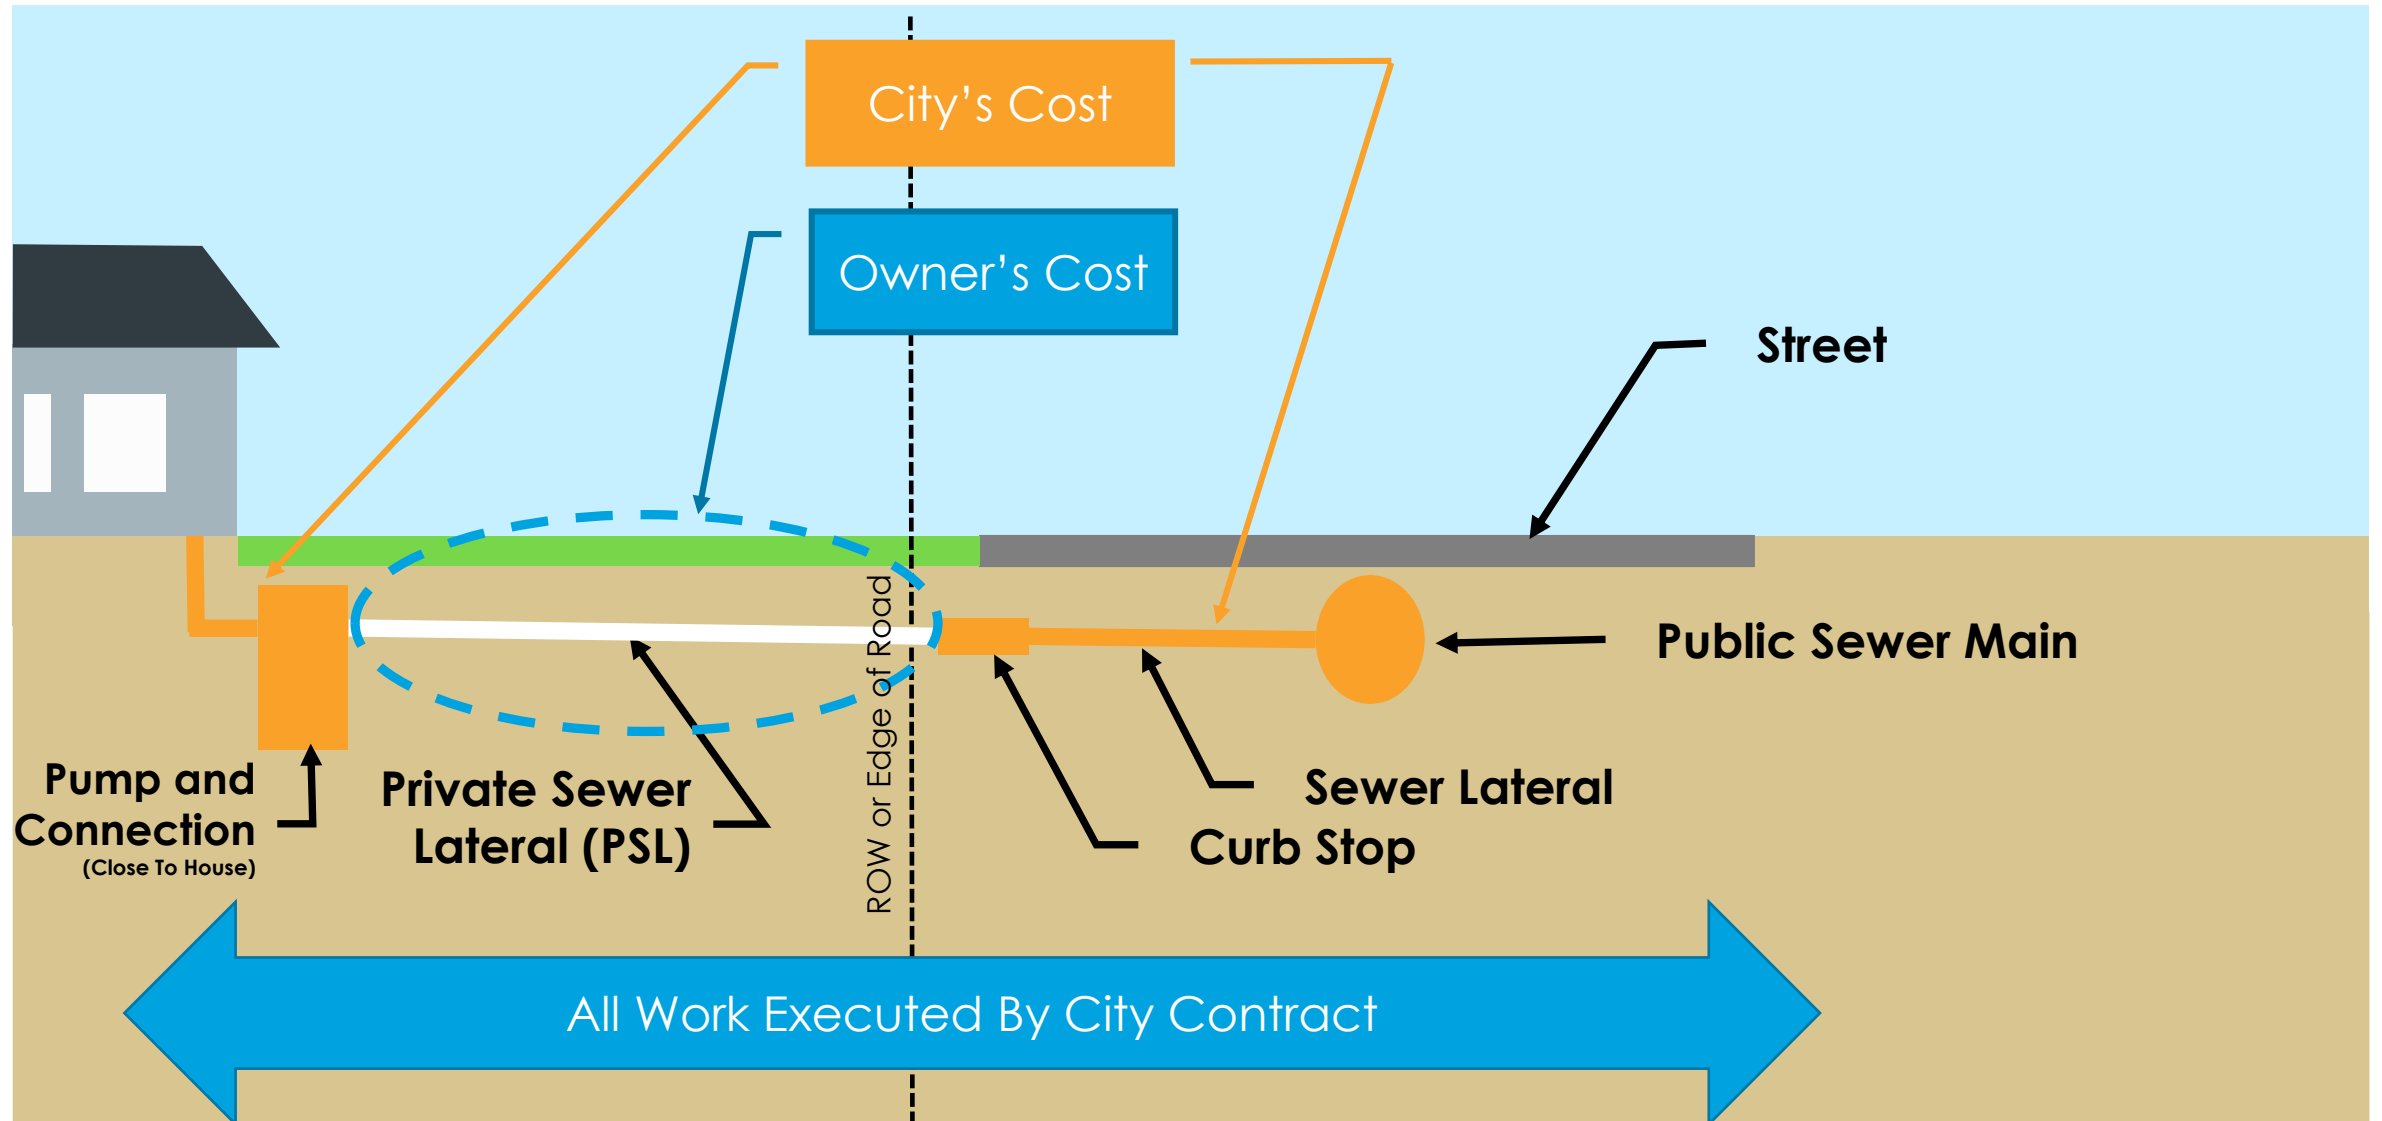 City’s Cost
Owner’s Cost
Street
Public Sewer Main
Pump and
Connection
(Close To House)
Private Sewer
Lateral (PSL)
ROW or Edge of Road
Sewer Lateral
Curb Stop
All Work Executed By City Contract